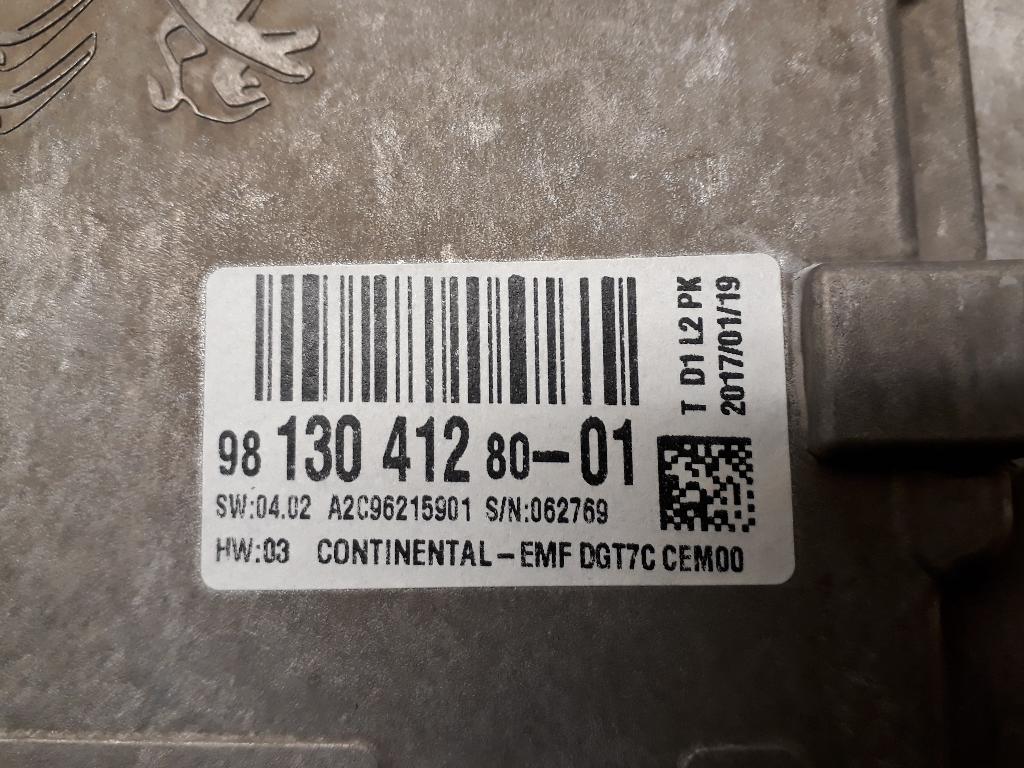 98 130 412 80-01
SW:04.02 A2C96215901 S/N:062769
HW:03 CONTINENTAL-EMF DGT7C CEM00
T D1 L2 PK
2017/01/19